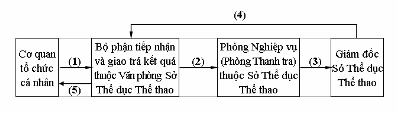 (4)
Cơ quan
tổ chức
cá nhân
(1)
(5)
Bộ phận tiếp nhận
và giao trả kết quả
thuộc Văn phòng Sở
Thể dục Thể thao
(2)
Phòng Nghiệp vụ
(Phòng Thanh tra)
thuộc Sở Thể dục
Thể thao
(3)
Giám đốc
Sở Thể dục
Thể thao